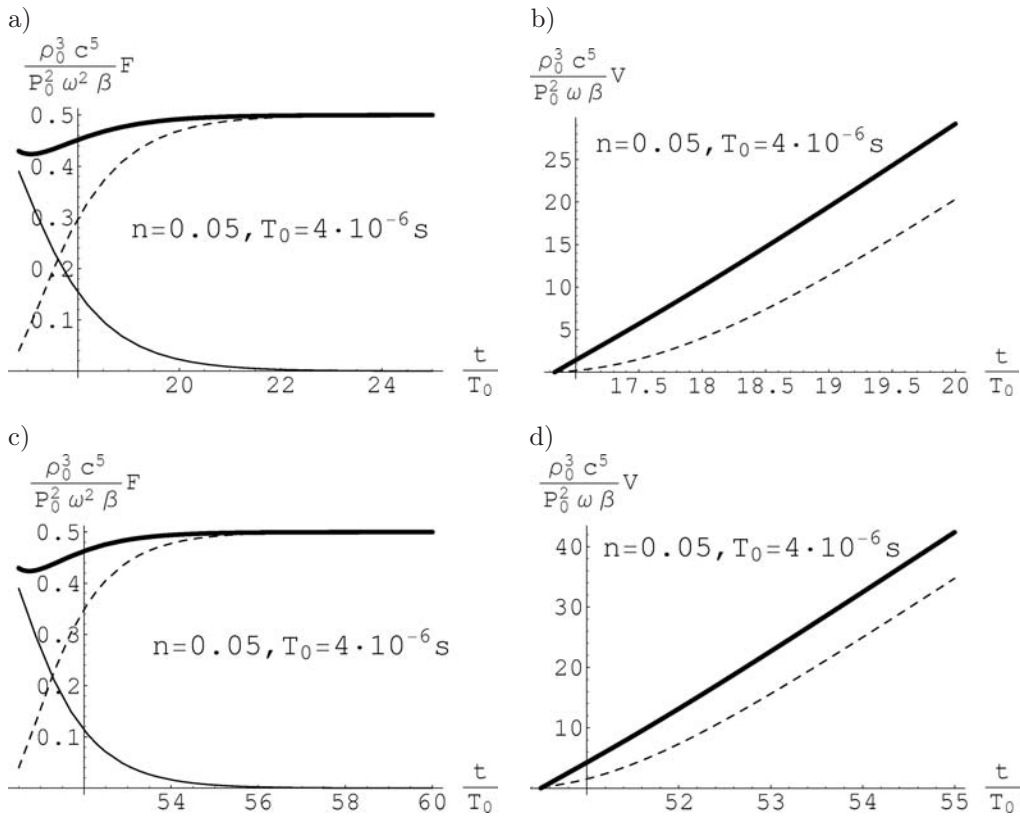 a)
ρ₀³ c⁵ / P₀² ω² β F
0.5
0.4
0.3
0.2
0.1
n=0.05, T₀=4·10⁻⁶s
20 22 24
t/T₀
b)
ρ₀³ c⁵ / P₀² ω β V
25
20
15
10
5
n=0.05, T₀=4·10⁻⁶s
17.5 18 18.5 19 19.5 20
t/T₀
c)
ρ₀³ c⁵ / P₀² ω² β F
0.5
0.4
0.3
0.2
0.1
n=0.05, T₀=4·10⁻⁶s
54 56 58 60
t/T₀
d)
ρ₀³ c⁵ / P₀² ω β V
40
30
20
10
n=0.05, T₀=4·10⁻⁶s
52 53 54 55
t/T₀